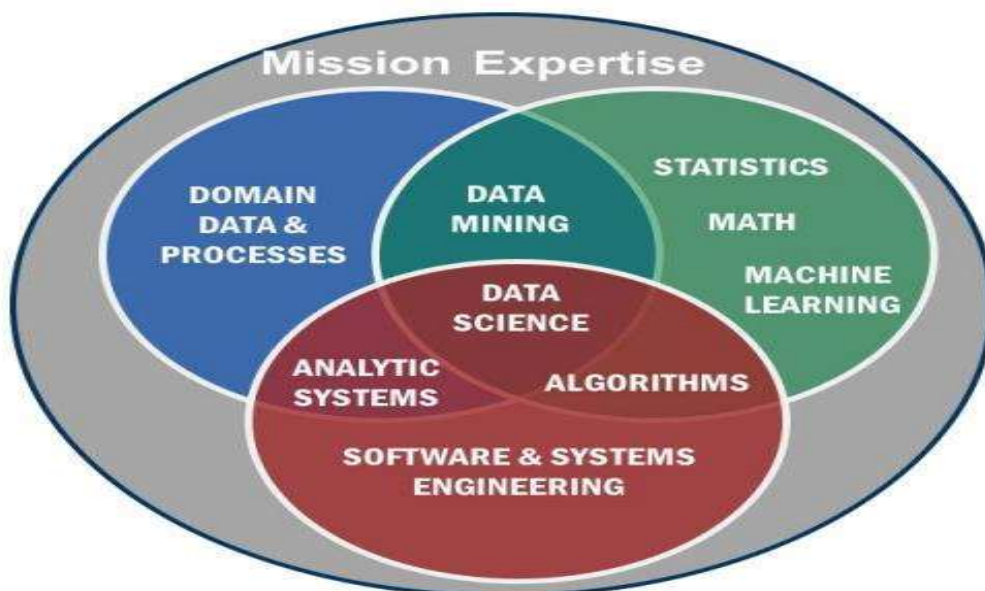 Mission Expertise
DOMAIN
DATA &
PROCESSES
DATA
MINING
STATISTICS
MATH
MACHINE
LEARNING
DATA
SCIENCE
ANALYTIC
SYSTEMS
ALGORITHMS
SOFTWARE & SYSTEMS
ENGINEERING